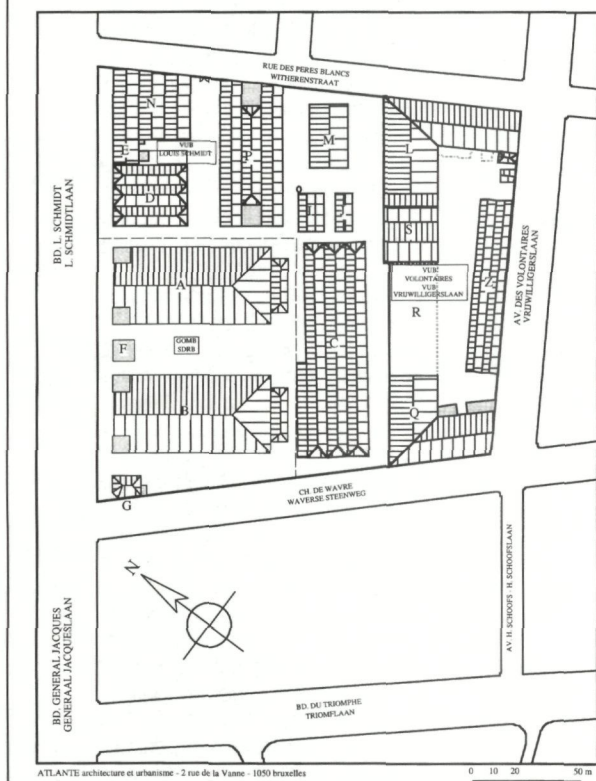 RUE DES PERES BLANCS
WITHERENSTRAAT
N
VUB
LOUIS SCHMIDT
E
D
P
M
L
I
J
S
BD. L. SCHMIDT
L. SCHMIDTLAAN
AV. DES VOLONTAIRES
VRIJWILLIGERSLAAN
VUB
VOLONTAIRES
VUB
VRIJWILLIGERSLAAN
R
Z
A
C
F
GOMB
SDRB
B
Q
G
CH. DE WAVRE
WAVERSE STEENWEG
N
BD. GENERAL JACQUES
GENERAAL JACQUESLAAN
AV. H. SCHOOFS - H. SCHOOFSLAAN
BD. DU TRIOMPHE
TRIOMFLAAN
ATLANTE architecture et urbanisme - 2 rue de la Vanne - 1050 bruxelles
0 10 20 50 m